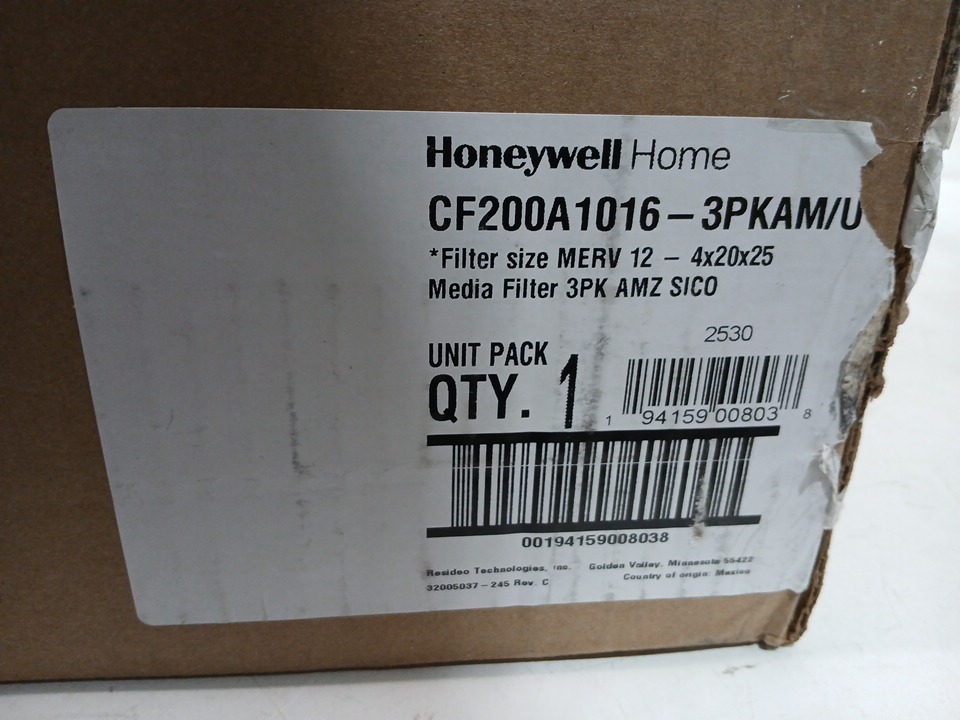 Honeywell Home
CF200A1016-3PKAM/U
*Filter size MERV 12 - 4x20x25
Media Filter 3PK AMZ SICO
2530
UNIT PACK
QTY. 1
1 94159 00803 8
00194159008038
Resideo Technologies, Inc. Golden Valley, Minnesota 55422
32005037-245 Rev. C Country of origin: Mexico